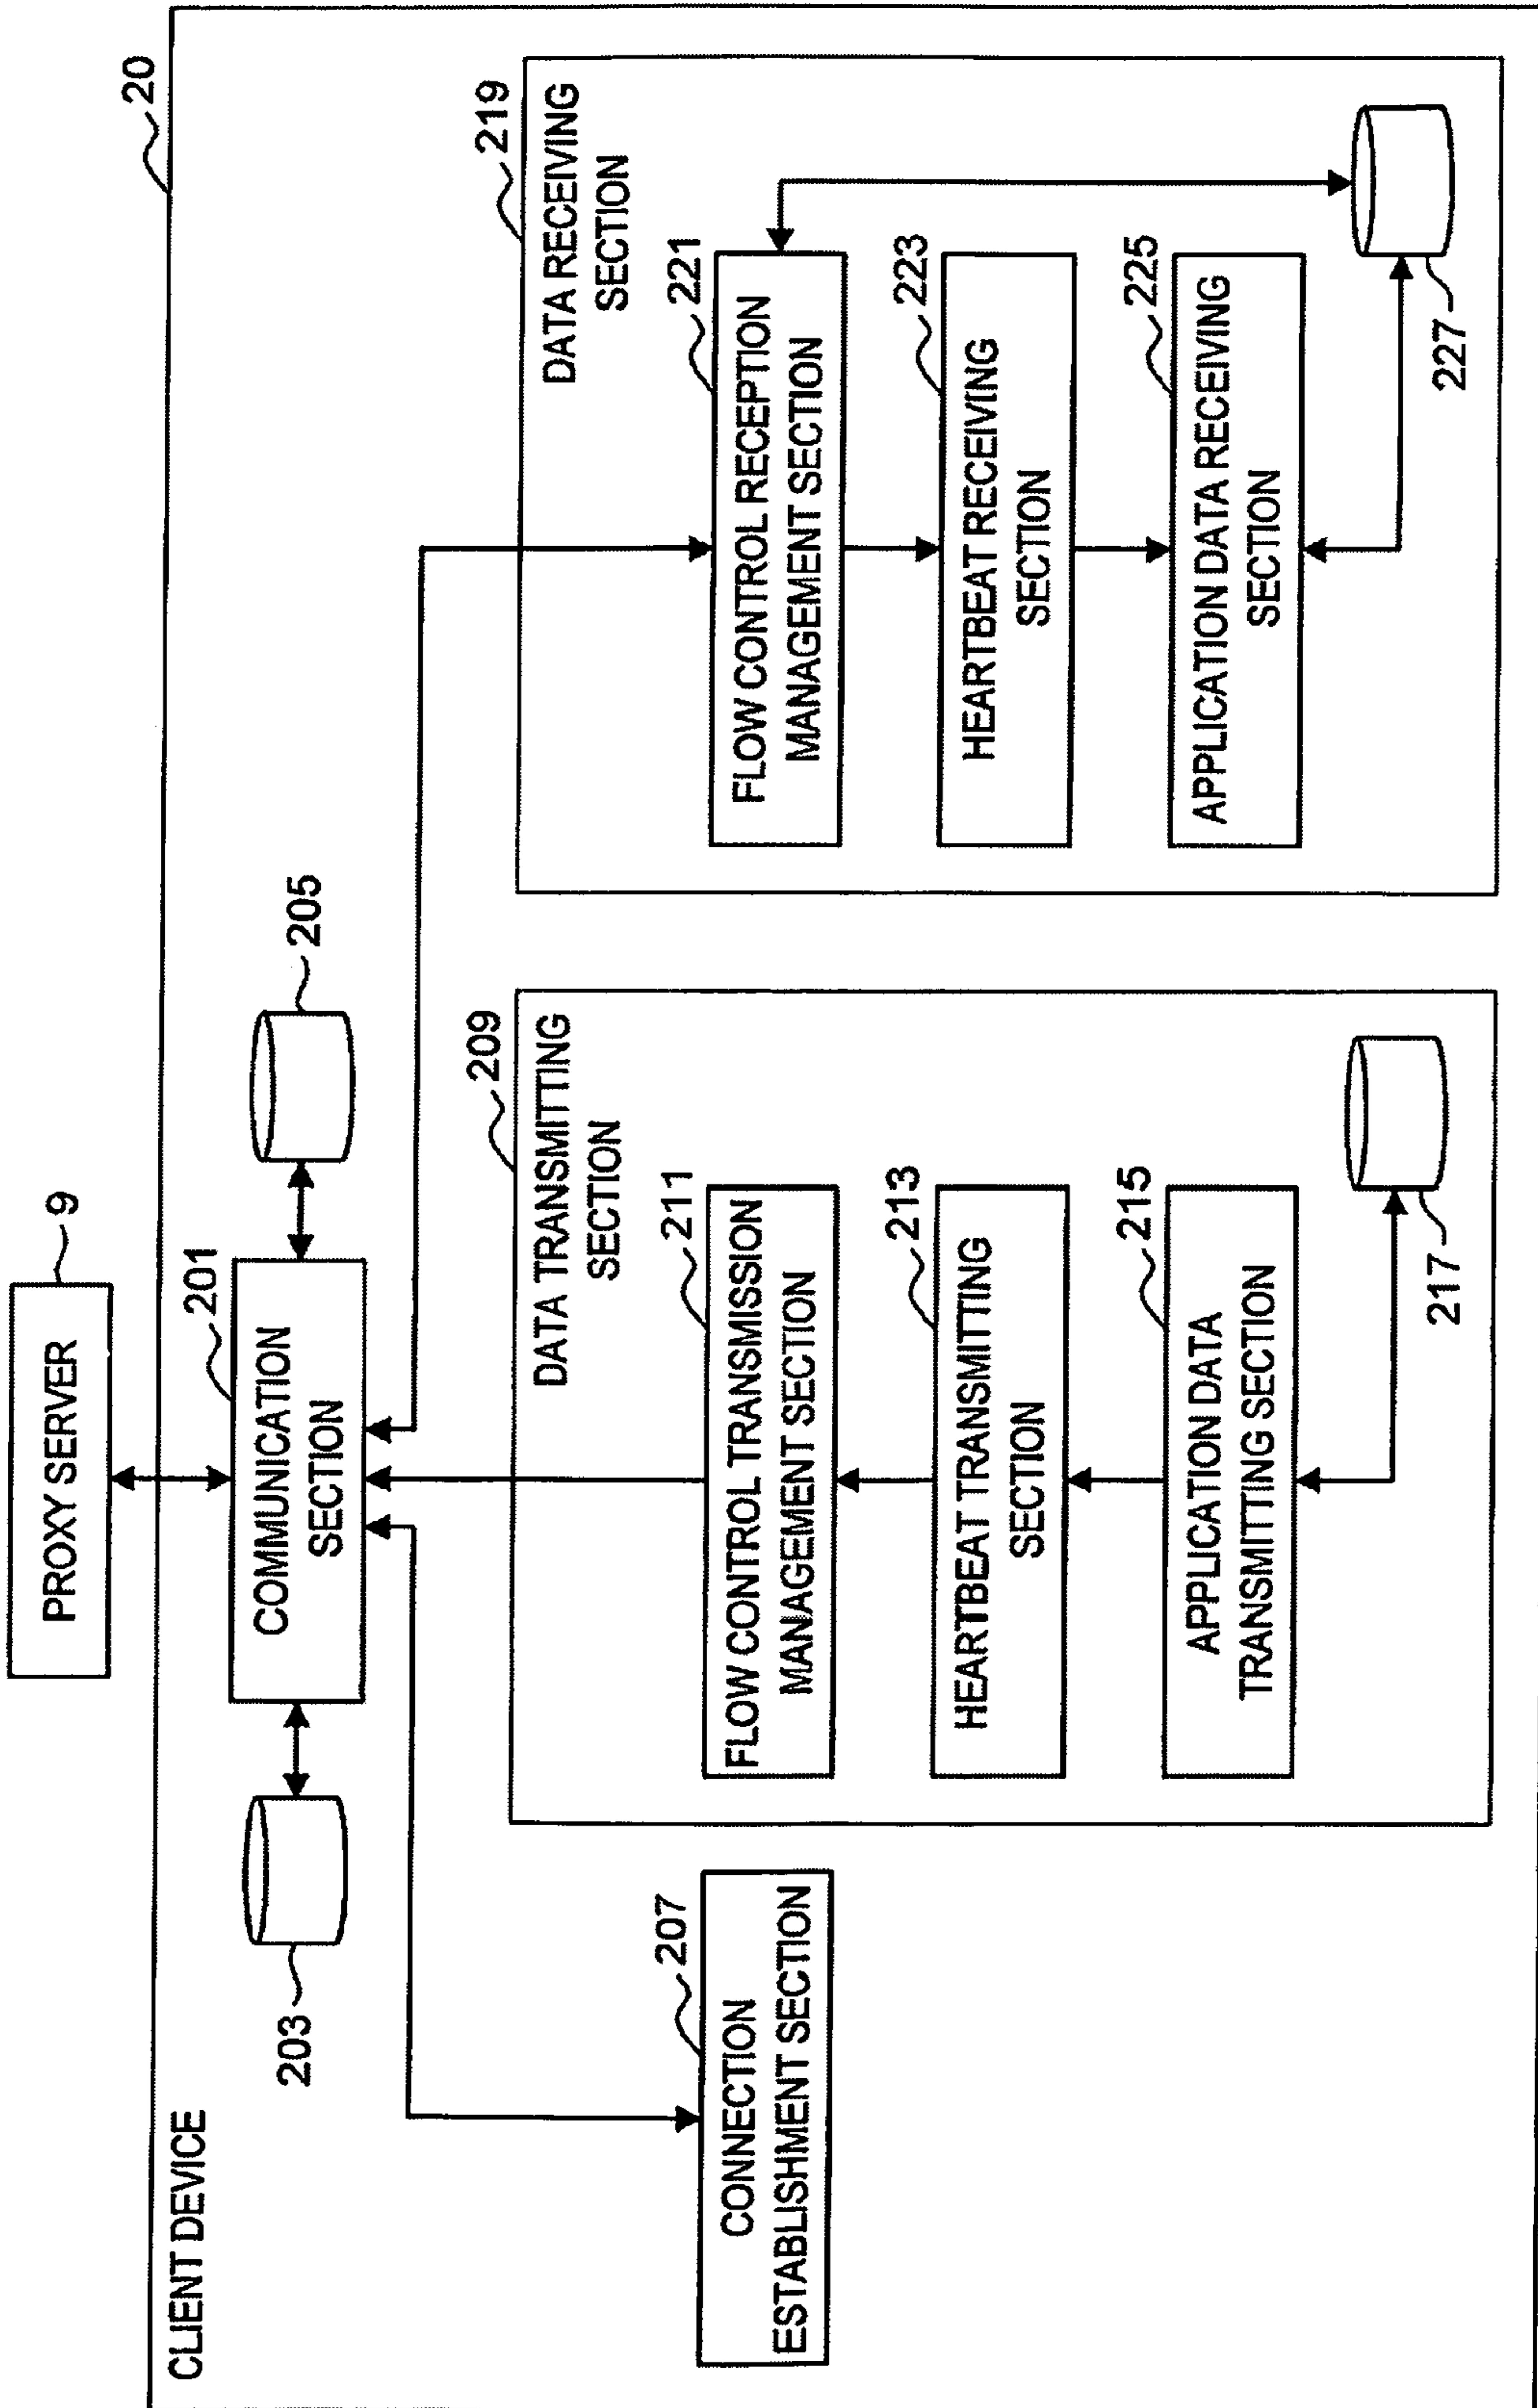 PROXY SERVER
9
CLIENT DEVICE
20
203
COMMUNICATION
SECTION
201
205
CONNECTION
ESTABLISHMENT SECTION
207
DATA TRANSMITTING
SECTION
209
FLOW CONTROL TRANSMISSION
MANAGEMENT SECTION
211
HEARTBEAT TRANSMITTING
SECTION
213
APPLICATION DATA
TRANSMITTING SECTION
215
217
DATA RECEIVING
SECTION
219
FLOW CONTROL RECEPTION
MANAGEMENT SECTION
221
HEARTBEAT RECEIVING
SECTION
223
APPLICATION DATA RECEIVING
SECTION
225
227